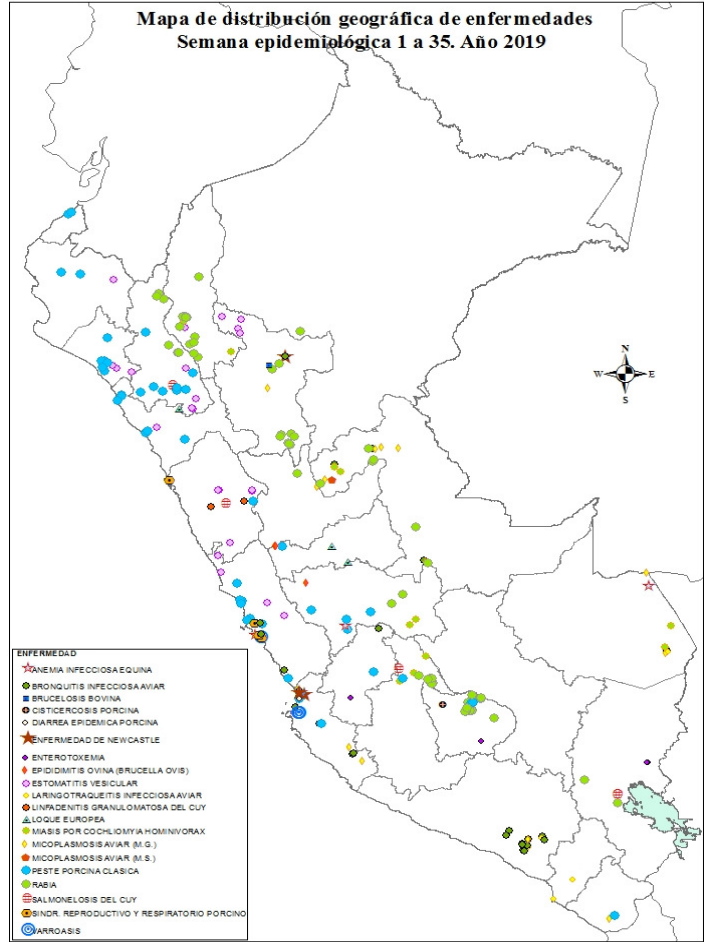 Mapa de distribución geográfica de enfermedades
Semana epidemiológica 1 a 35. Año 2019
N
W E
S
ENFERMEDAD
ANEMIA INFECCIOSA EQUINA
BRONQUITIS INFECCIOSA AVIAR
BRUCELOSIS BOVINA
CISTICERCOSIS PORCINA
DIARREA EPIDEMICA PORCINA
ENFERMEDAD DE NEWCASTLE
ENTEROTOXEMIA
EPIDIDIMITIS OVINA (BRUCELLA OVIS)
ESTOMATITIS VESICULAR
LARINGOTRAQUEITIS INFECCIOSA AVIAR
LINFADENITIS GRANULOMATOSA DEL CUY
LOQUE EUROPEA
MIASIS POR COCHLIOMYIA HOMINIVORAX
MICOPLASMOSIS AVIAR (M.G.)
MICOPLASMOSIS AVIAR (M.S.)
PESTE PORCINA CLASICA
RABIA
SALMONELOSIS DEL CUY
SINDR. REPRODUCTIVO Y RESPIRATORIO PORCINO
VARROASIS